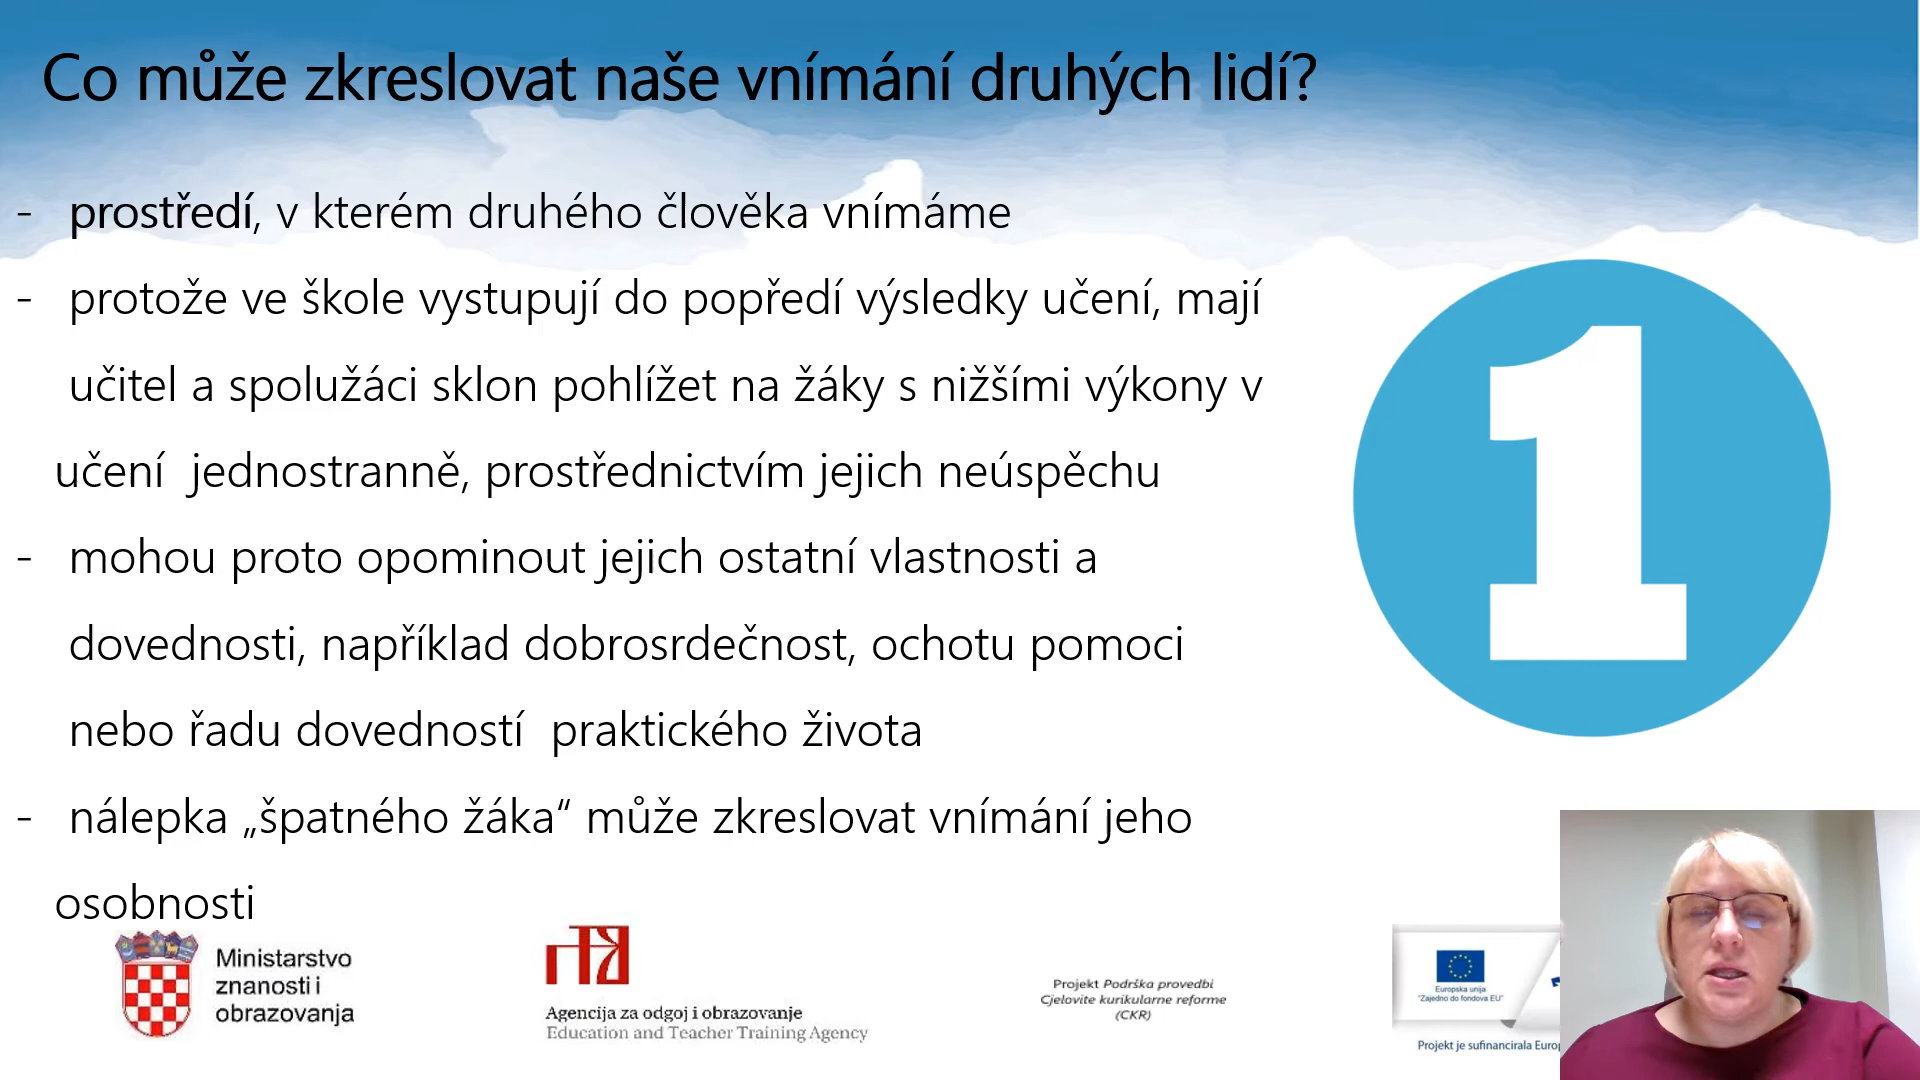 Co může zkreslovat naše vnímání druhých lidí?
- prostředí, v kterém druhého člověka vnímáme
- protože ve škole vystupují do popředí výsledky učení, mají
učitel a spolužáci sklon pohlížet na žáky s nižšími výkony v
učení jednostranně, prostřednictvím jejich neúspěchu
- mohou proto opominout jejich ostatní vlastnosti a
dovednosti, například dobrosrdečnost, ochotu pomoci
nebo řadu dovedností praktického života
- nálepka „špatného žáka“ může zkreslovat vnímání jeho
osobnosti
1
Ministarstvo
znanosti i
obrazovanja
Agencija za odgoj i obrazovanje
Education and Teacher Training Agency
Projekt Podrška provedbi
Cjelovite kurikularne reforme
(CKR)
Europska unija
"Zajedno do fondova EU"
Projekt je sufinancirala